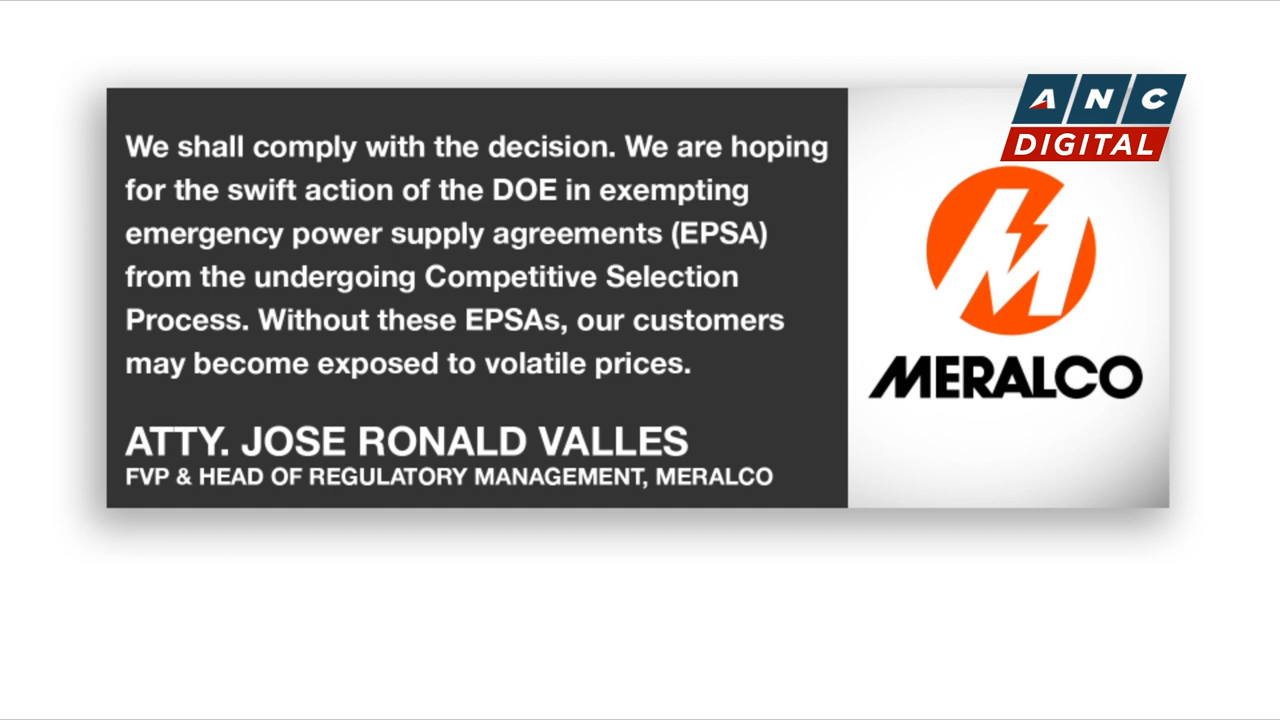 ANC
DIGITAL
We shall comply with the decision. We are hoping
for the swift action of the DOE in exempting
emergency power supply agreements (EPSA)
from the undergoing Competitive Selection
Process. Without these EPSAs, our customers
may become exposed to volatile prices.
ATTY. JOSE RONALD VALLES
FVP & HEAD OF REGULATORY MANAGEMENT, MERALCO
MERALCO